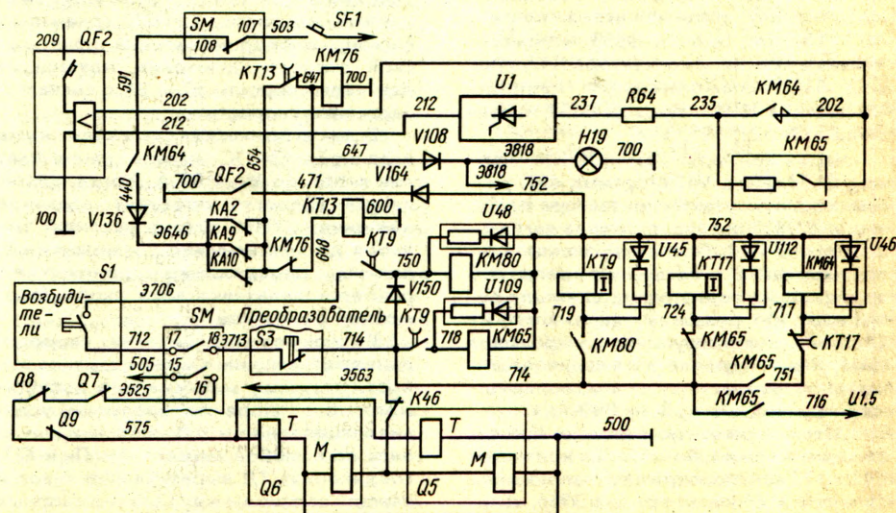 209
QF2
591
SM
108
107
503
SF1
KT13
647
KM76
700
202
212
212
U1
237
R64
235
KM64
202
KM65
KM64
440
700
QF2
654
647
V108
Э818
H19
700
Э818
752
471
V164
100
V136
Э646
KA2
KA9
KA10
KM76
648
KT13
600
KT9
750
U48
KM80
U109
752
KT9
U45
KT17
U112
KM64
U46
S1
Возбуди-
тели
Э706
SM
Преобразователь
V150
KT9
718
KM65
719
724
717
KT17
712
17
18
3713
S3
714
KM80
KM65
KM65
751
505
15
16
Э563
714
KM65
716
U1,5
Q8
Q7
Э525
Q9
575
T
K46
T
500
M
M
Q6
Q5